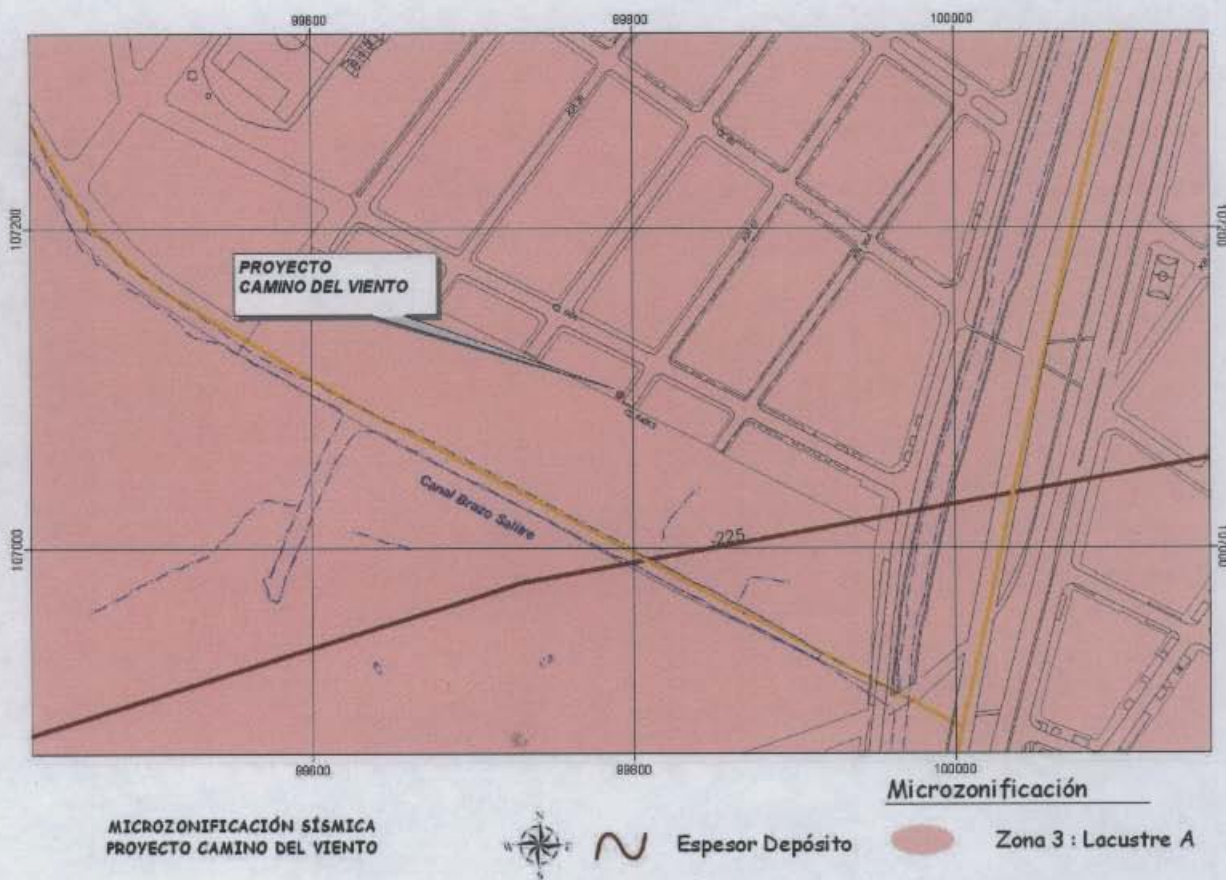 99600
99800
100000
107200
107200
PROYECTO
CAMINO DEL VIENTO
Canal Brazo Salitre
-225
107000
107000
99600
99800
100000
Microzonificación
MICROZONIFICACIÓN SÍSMICA
PROYECTO CAMINO DEL VIENTO
N
W
E
S
Espesor Depósito
Zona 3 : Lacustre A